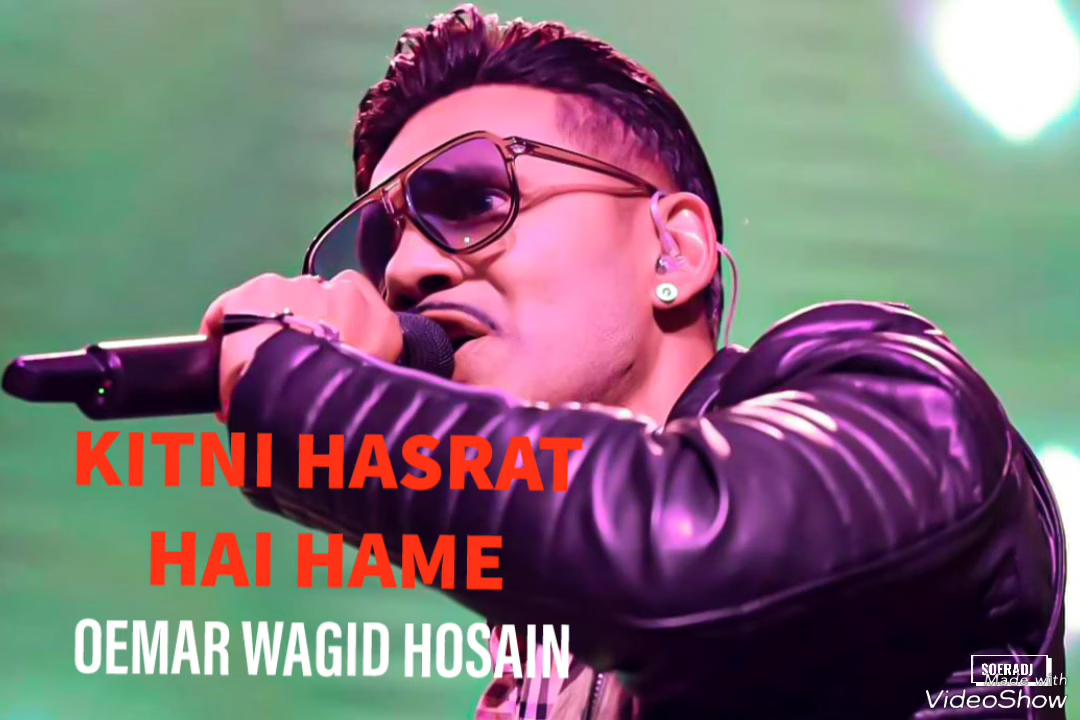 KITNI HASRAT
HAI HAME
OEMAR WAGID HOSAIN
SOERADJ
Made with
VideoShow